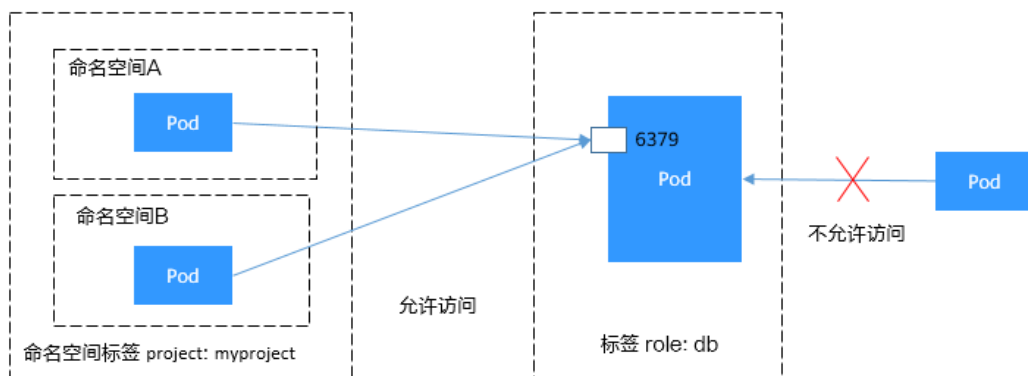 命名空间A
Pod
命名空间B
Pod
命名空间标签 project: myproject
允许访问
6379
Pod
标签 role: db
不允许访问
Pod